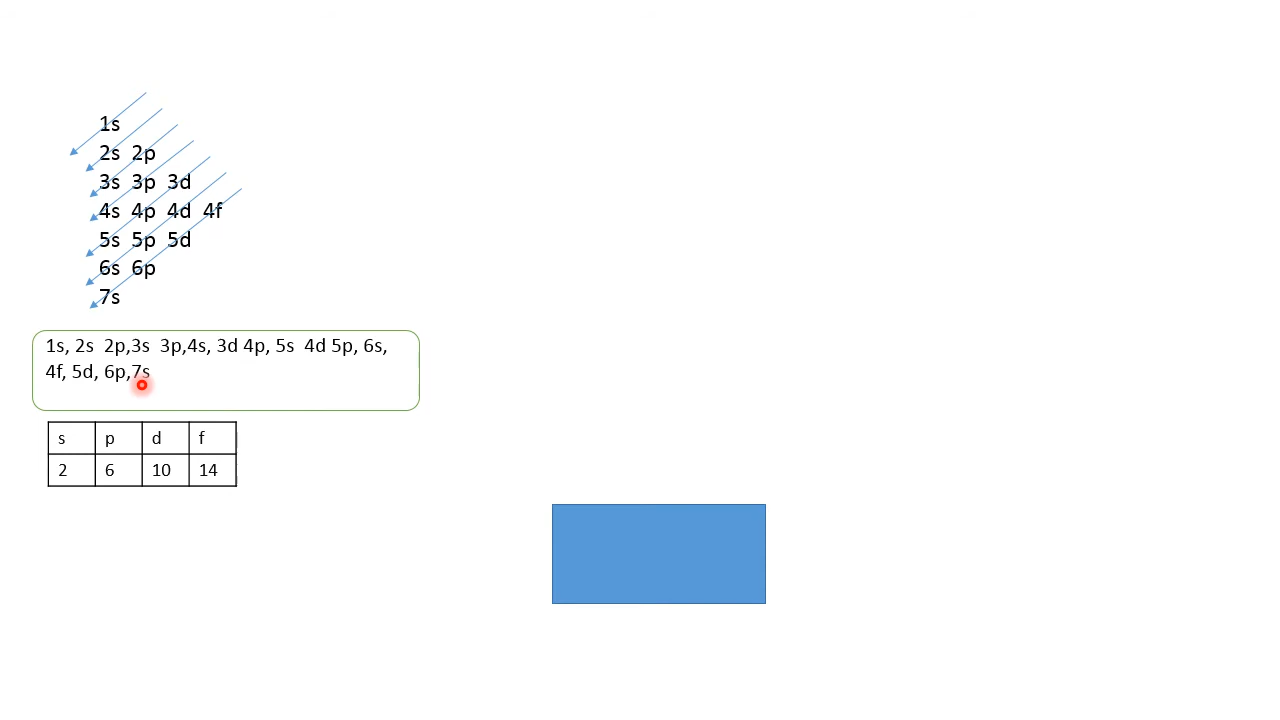 1s
2s 2p
3s 3p 3d
4s 4p 4d 4f
5s 5p 5d
6s 6p
7s
1s, 2s 2p,3s 3p,4s, 3d 4p, 5s 4d 5p, 6s,
4f, 5d, 6p,7s
s p d f
2 6 10 14